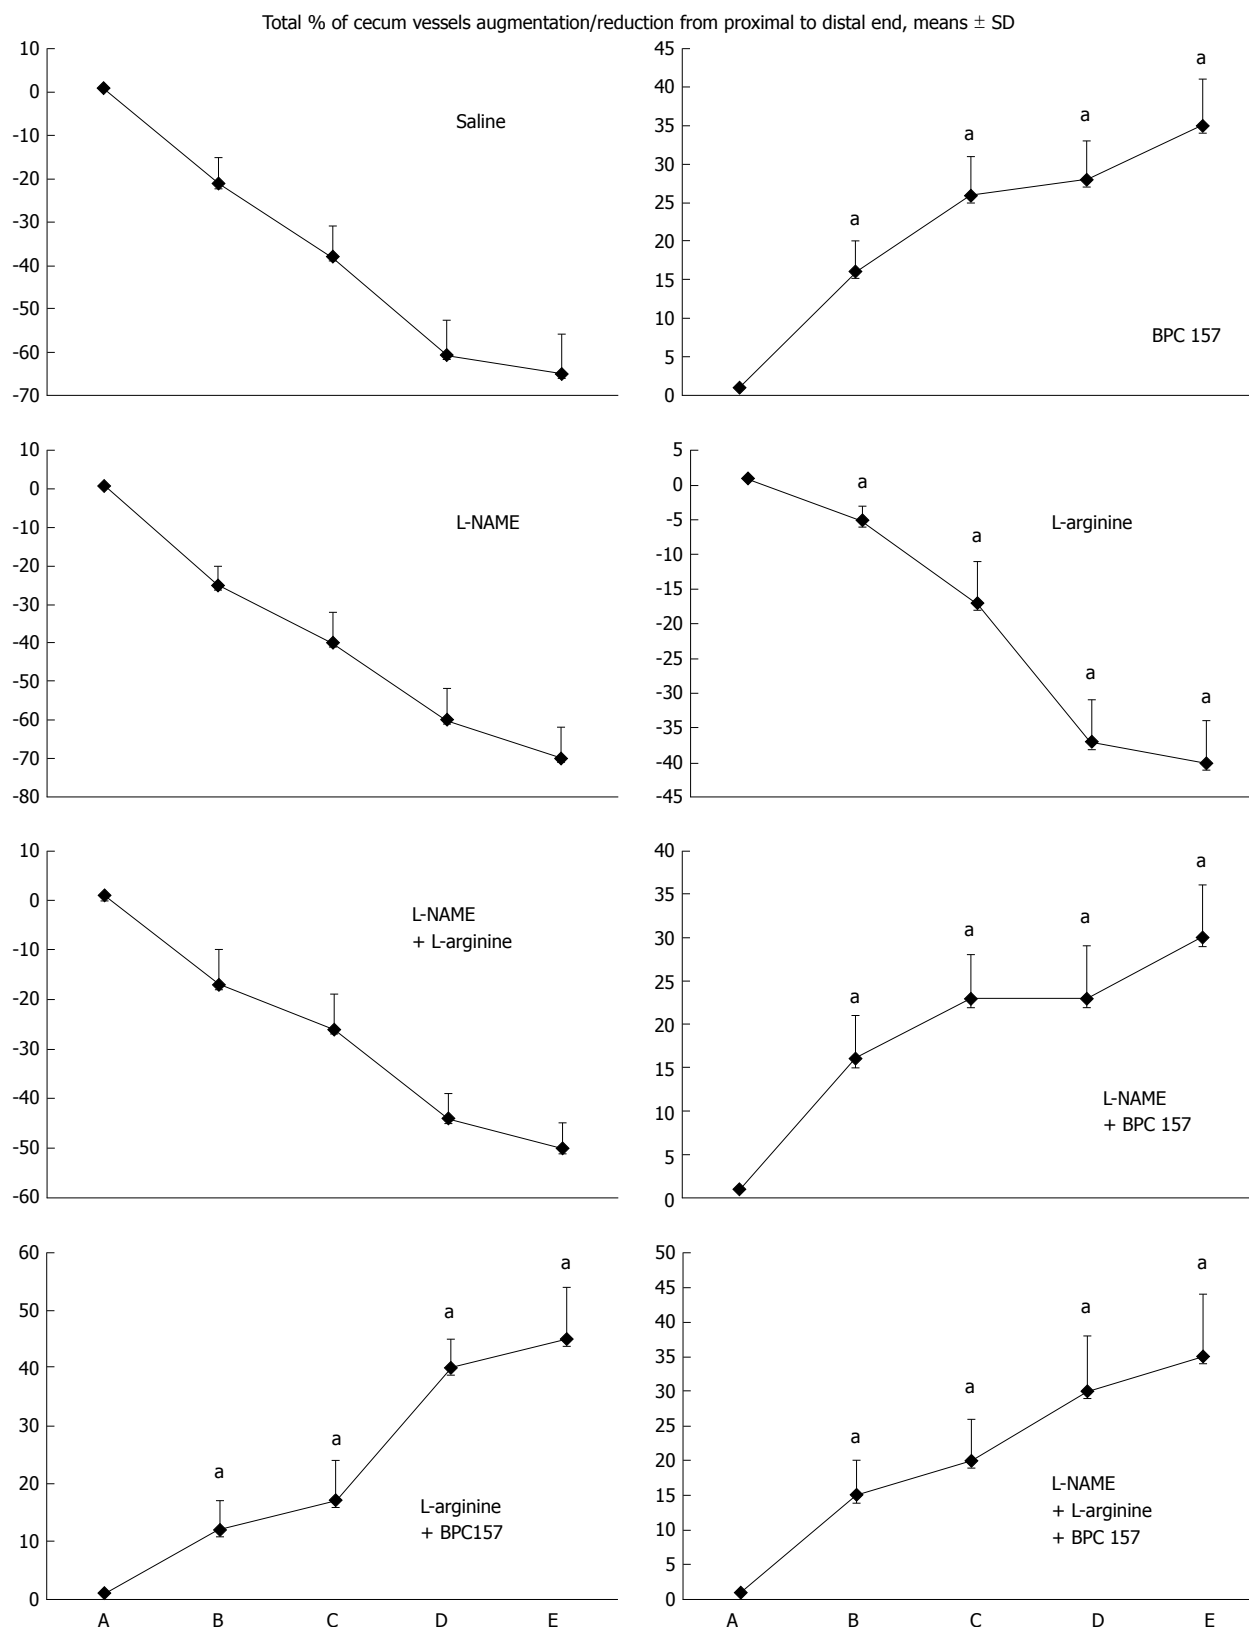 Total % of cecum vessels augmentation/reduction from proximal to distal end, means ± SD
10
0
-10
-20
-30
-40
-50
-60
-70
Saline
45
40
35
30
25
20
15
10
5
0
a
a
a
a
BPC 157
10
0
-10
-20
-30
-40
-50
-60
-70
-80
L-NAME
5
0
-5
-10
-15
-20
-25
-30
-35
-40
-45
a
a
a
a
L-arginine
10
0
-10
-20
-30
-40
-50
-60
L-NAME
+ L-arginine
40
35
30
25
20
15
10
5
0
a
a
a
a
L-NAME
+ BPC 157
60
50
40
30
20
10
0
a
a
a
a
L-arginine
+ BPC157
A B C D E
50
45
40
35
30
25
20
15
10
5
0
a
a
a
a
L-NAME
+ L-arginine
+ BPC 157
A B C D E